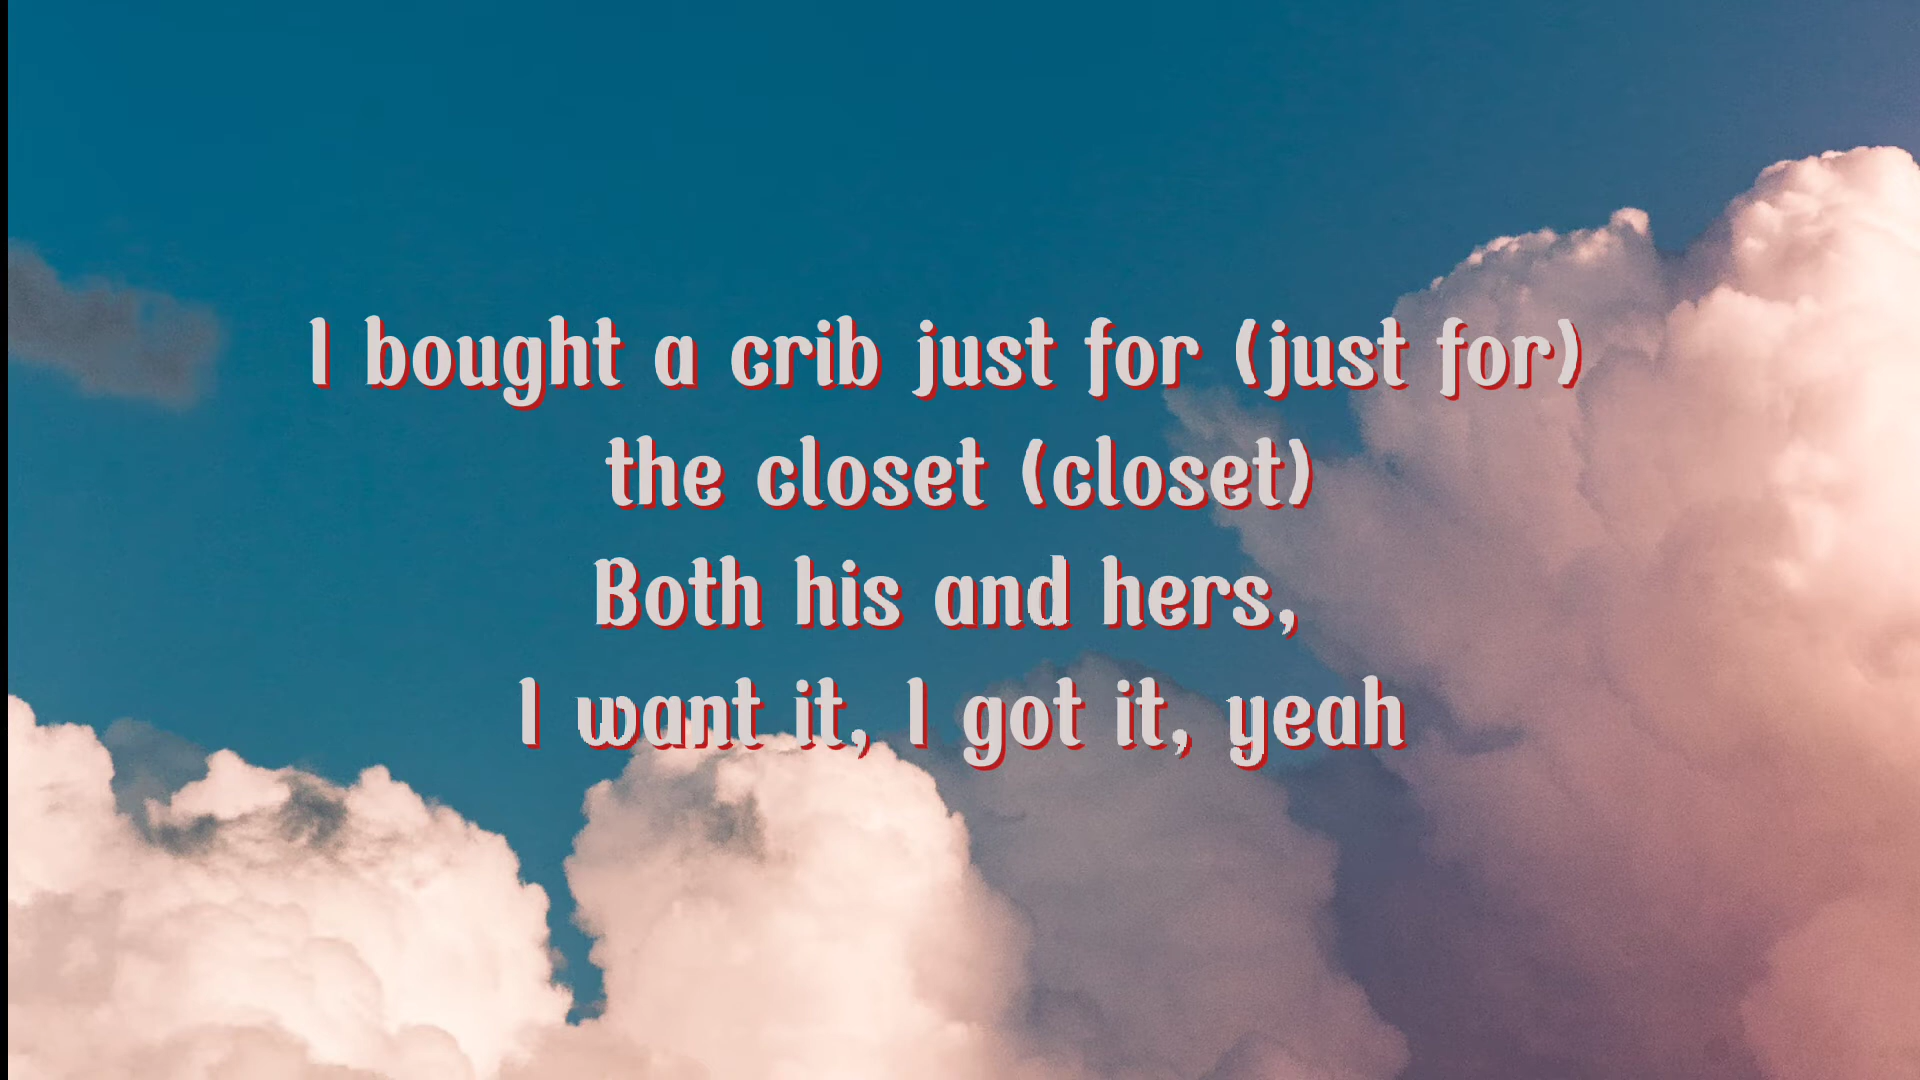 I bought a crib just for (just for)
the closet (closet)
Both his and hers,
I want it, I got it, yeah